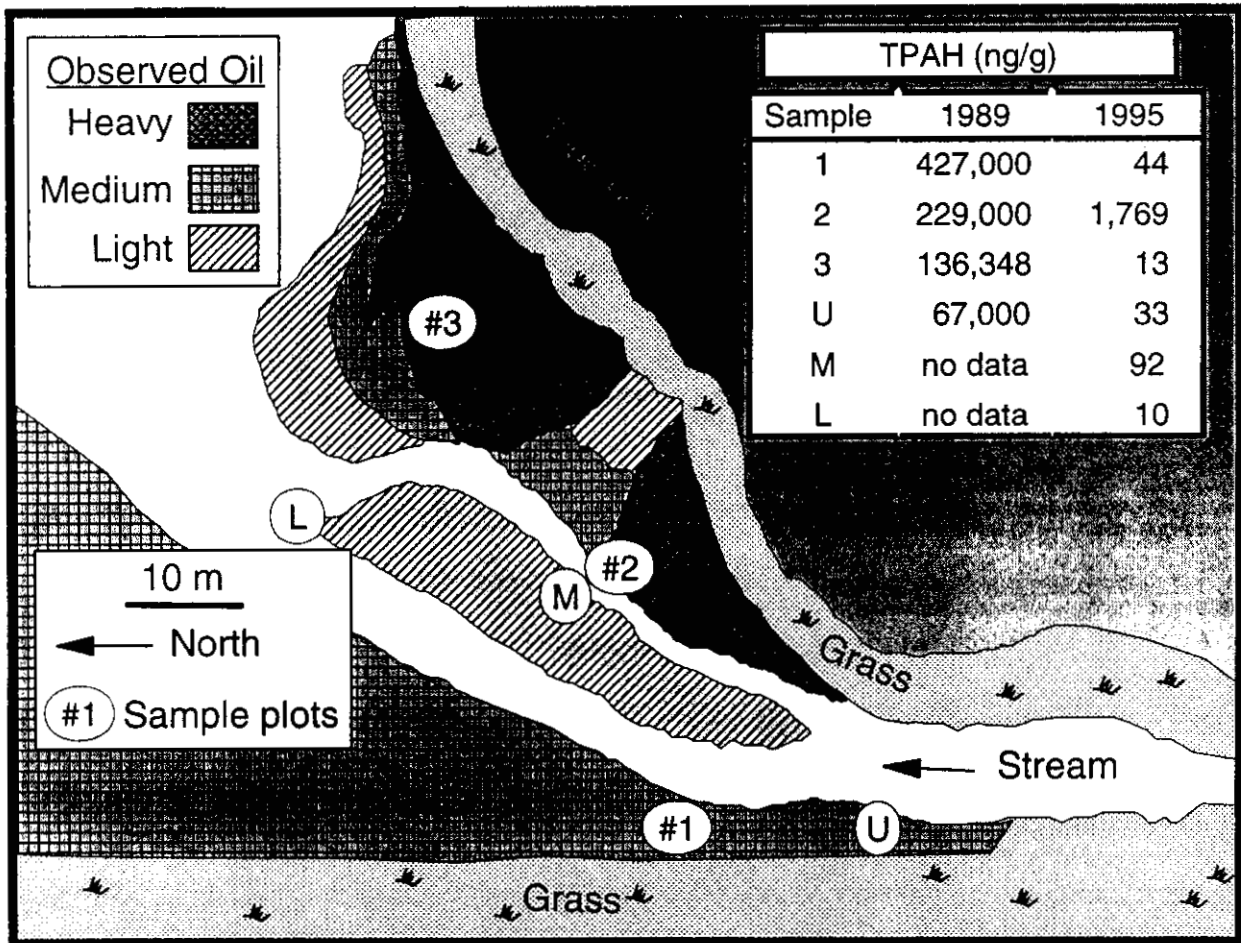 Observed Oil
Heavy
Medium
Light
TPAH (ng/g)
Sample 1989 1995
1 427,000 44
2 229,000 1,769
3 136,348 13
U 67,000 33
M no data 92
L no data 10
#3
L
#2
M
10 m
North
#1 Sample plots
Grass
Stream
#1
U
Grass